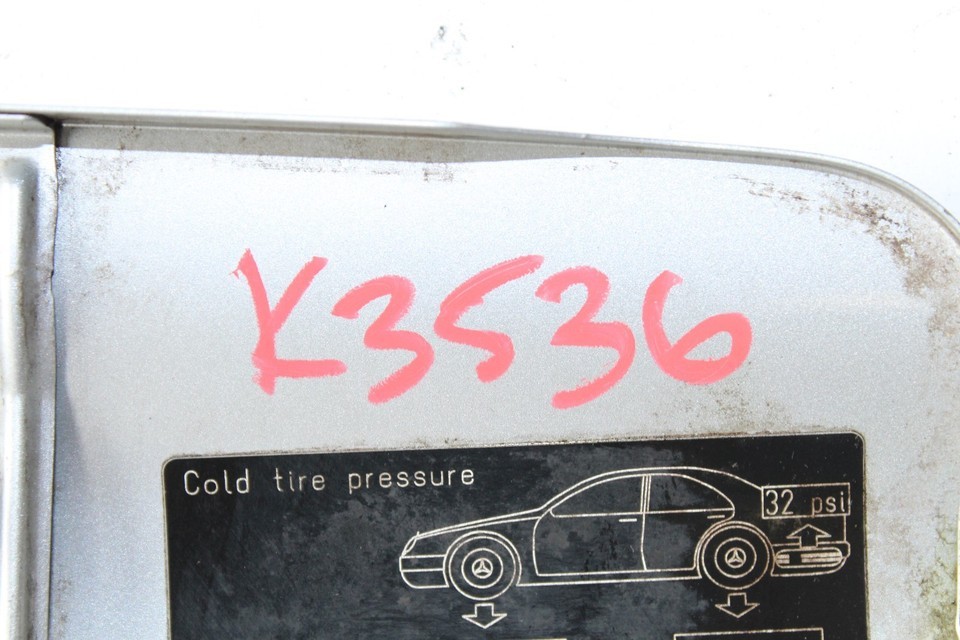 K3536
Cold tire pressure
32 psi